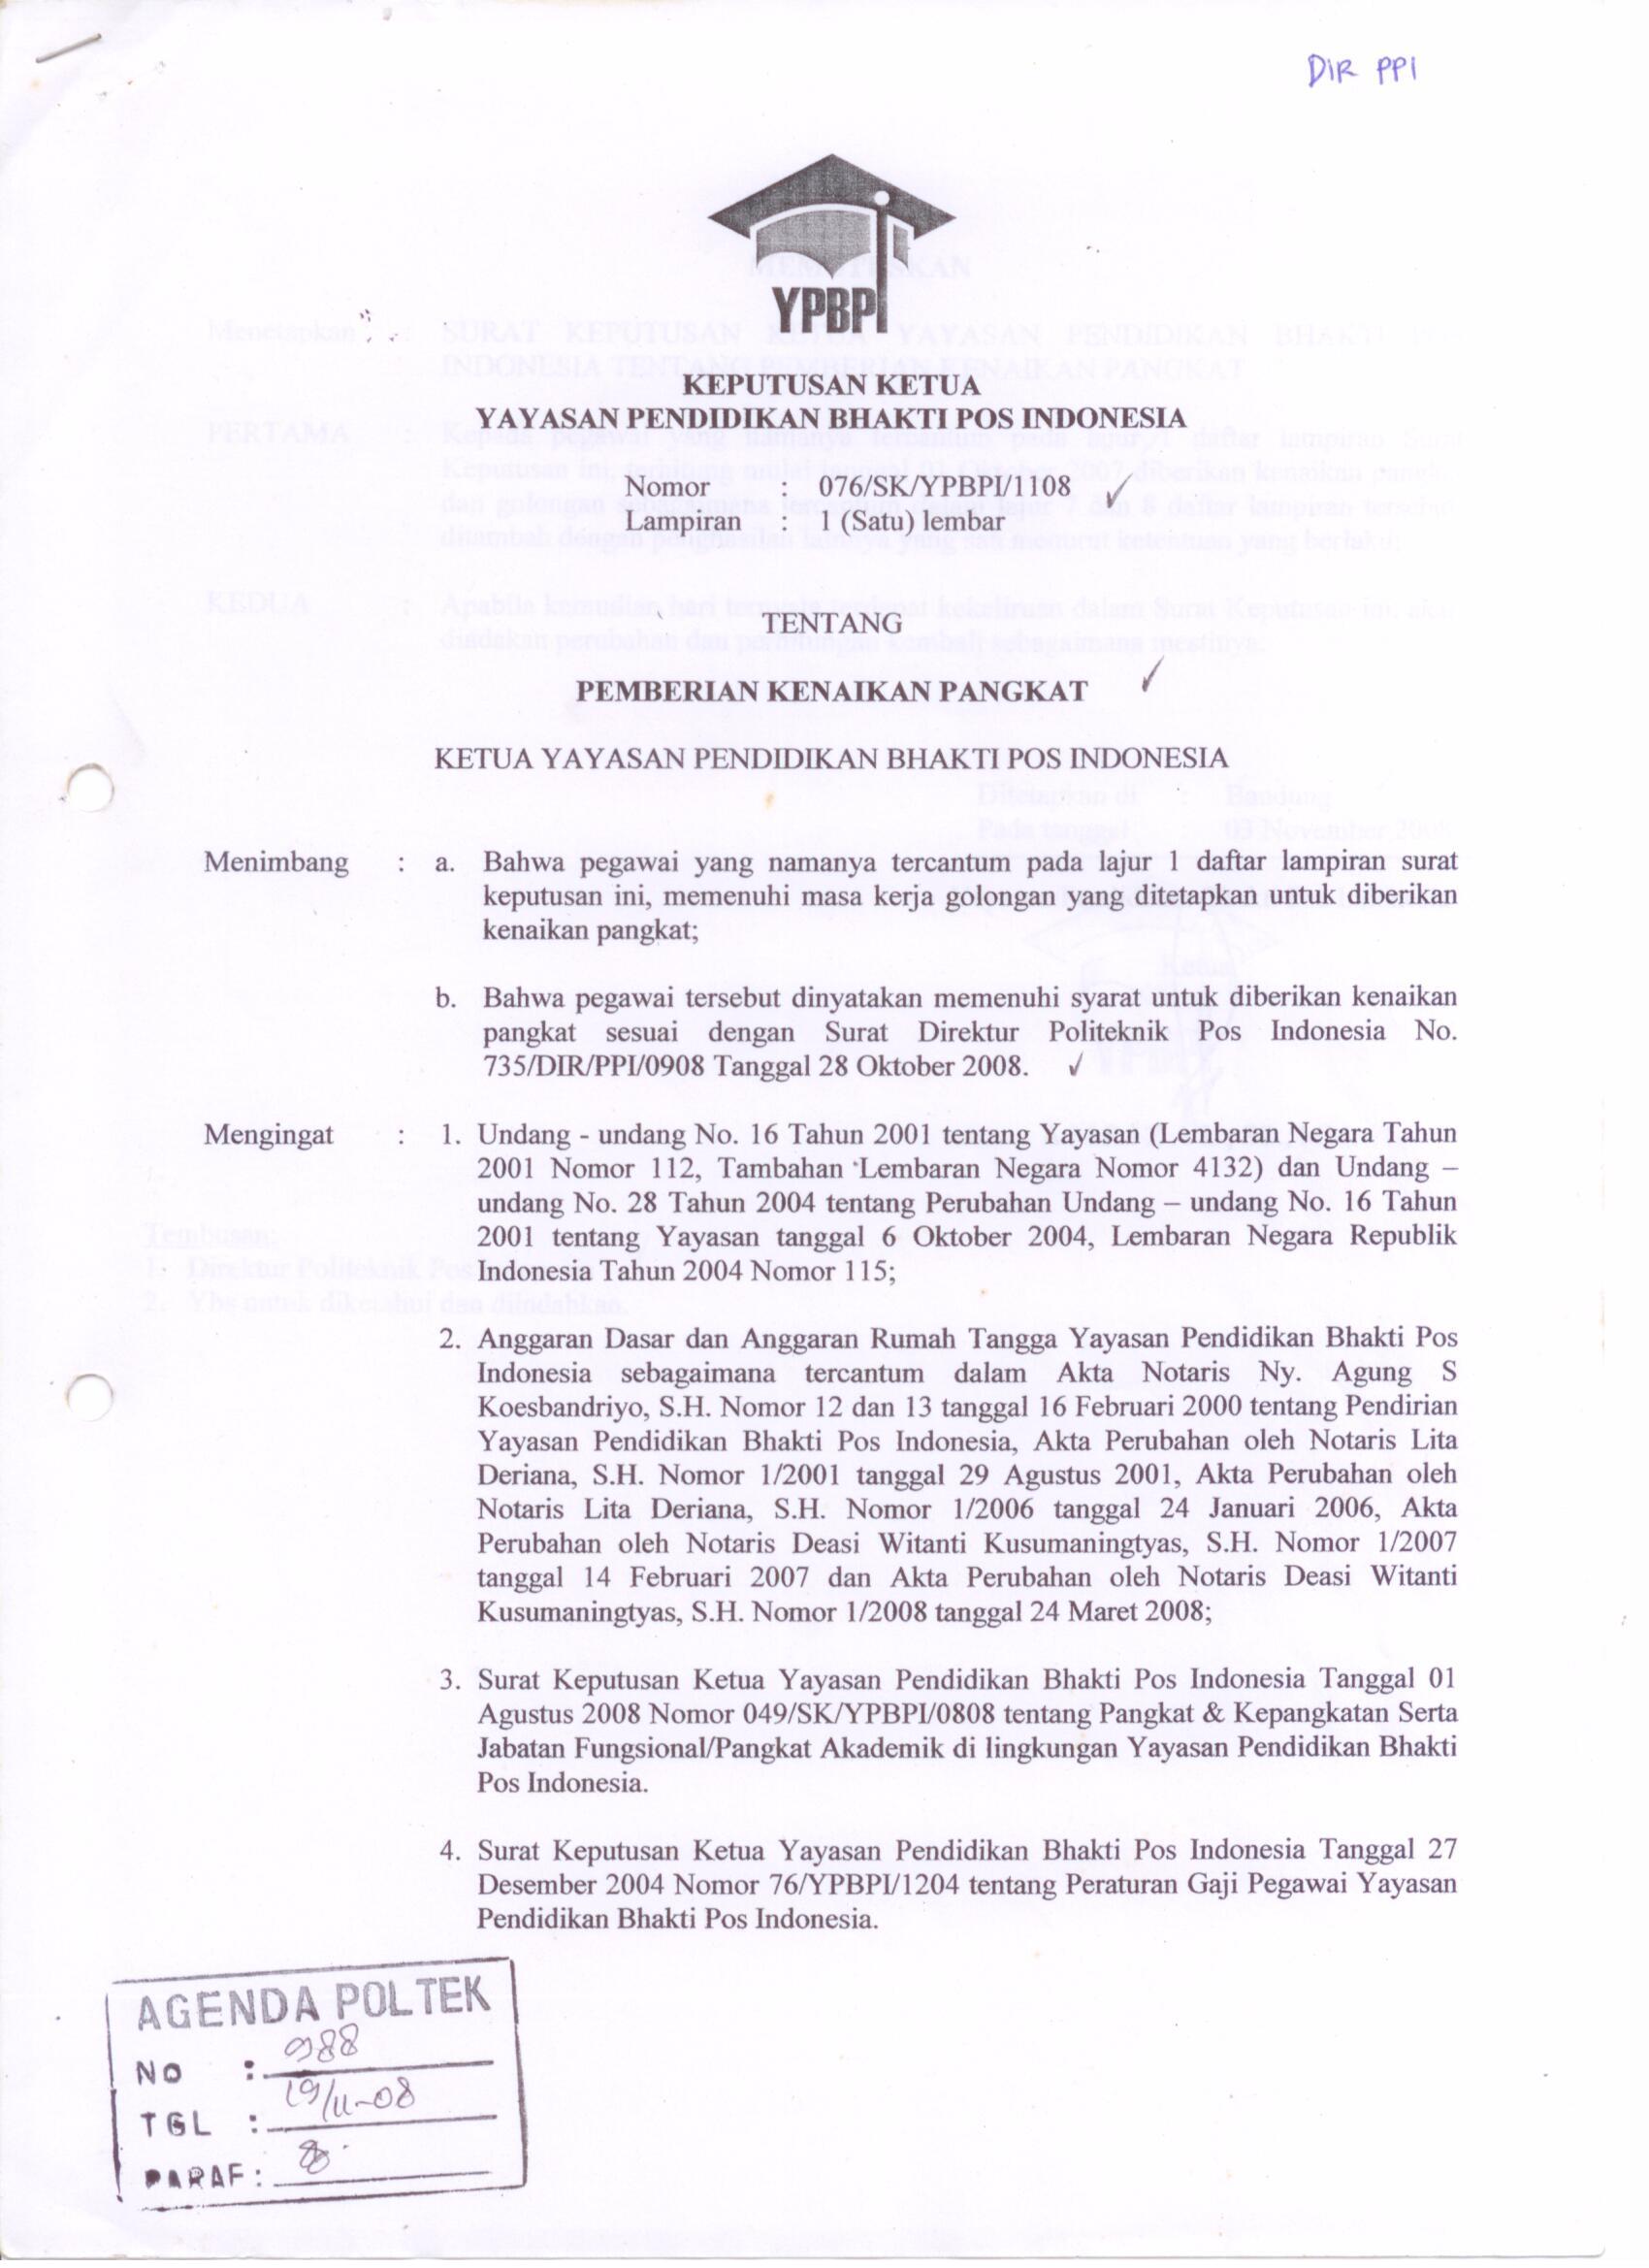 DIR PPI
YPBPI
KEPUTUSAN KETUA
YAYASAN PENDIDIKAN BHAKTI POS INDONESIA
Nomor : 076/SK/YPBPI/1108
Lampiran : 1 (Satu) lembar
TENTANG
PEMBERIAN KENAIKAN PANGKAT
KETUA YAYASAN PENDIDIKAN BHAKTI POS INDONESIA
Menimbang : a. Bahwa pegawai yang namanya tercantum pada lajur 1 daftar lampiran surat
keputusan ini, memenuhi masa kerja golongan yang ditetapkan untuk diberikan
kenaikan pangkat;
b. Bahwa pegawai tersebut dinyatakan memenuhi syarat untuk diberikan kenaikan
pangkat sesuai dengan Surat Direktur Politeknik Pos Indonesia No.
735/DIR/PPI/0908 Tanggal 28 Oktober 2008.
Mengingat : 1. Undang - undang No. 16 Tahun 2001 tentang Yayasan (Lembaran Negara Tahun
2001 Nomor 112, Tambahan Lembaran Negara Nomor 4132) dan Undang –
undang No. 28 Tahun 2004 tentang Perubahan Undang – undang No. 16 Tahun
2001 tentang Yayasan tanggal 6 Oktober 2004, Lembaran Negara Republik
Indonesia Tahun 2004 Nomor 115;
2. Anggaran Dasar dan Anggaran Rumah Tangga Yayasan Pendidikan Bhakti Pos
Indonesia sebagaimana tercantum dalam Akta Notaris Ny. Agung S
Koesbandriyo, S.H. Nomor 12 dan 13 tanggal 16 Februari 2000 tentang Pendirian
Yayasan Pendidikan Bhakti Pos Indonesia, Akta Perubahan oleh Notaris Lita
Deriana, S.H. Nomor 1/2001 tanggal 29 Agustus 2001, Akta Perubahan oleh
Notaris Lita Deriana, S.H. Nomor 1/2006 tanggal 24 Januari 2006, Akta
Perubahan oleh Notaris Deasi Witanti Kusumaningtyas, S.H. Nomor 1/2007
tanggal 14 Februari 2007 dan Akta Perubahan oleh Notaris Deasi Witanti
Kusumaningtyas, S.H. Nomor 1/2008 tanggal 24 Maret 2008;
3. Surat Keputusan Ketua Yayasan Pendidikan Bhakti Pos Indonesia Tanggal 01
Agustus 2008 Nomor 049/SK/YPBPI/0808 tentang Pangkat & Kepangkatan Serta
Jabatan Fungsional/Pangkat Akademik di lingkungan Yayasan Pendidikan Bhakti
Pos Indonesia.
4. Surat Keputusan Ketua Yayasan Pendidikan Bhakti Pos Indonesia Tanggal 27
Desember 2004 Nomor 76/YPBPI/1204 tentang Peraturan Gaji Pegawai Yayasan
Pendidikan Bhakti Pos Indonesia.
AGENDA POLTEK
NO : 988
TGL : 19/11-08
PARAF :